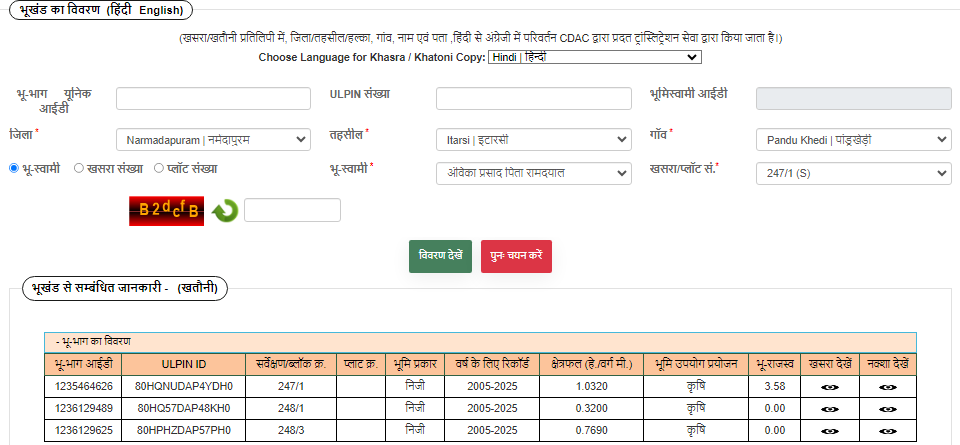 भूखंड का विवरण (हिंदी English)
(खसरा/खतौनी प्रतिलिपी में, जिला/तहसील/हल्का, गांव, नाम एवं पता ,हिंदी से अंग्रेजी में परिवर्तन CDAC द्वारा प्रदत ट्रांस्लिट्रेशन सेवा द्वारा किया जाता है।)
Choose Language for Khasra / Khatoni Copy: Hindi | हिन्दी
भू-भाग यूनिक आईडी ULPIN संख्या भूमिस्वामी आईडी
जिला * Narmadapuram | नर्मदापुरम तहसील * Itarsi | इटारसी गाँव * Pandu Khedi | पांडूखेड़ी
भू-स्वामी खसरा संख्या प्लॉट संख्या भू-स्वामी * अंविका प्रसाद पिता रामदयाल खसरा/प्लॉट सं.* 247/1 (S)
B2dcfB
विवरण देखें पुनः चयन करें
भूखंड से सम्बंधित जानकारी - (खतौनी)
- भू-भाग का विवरण
भू-भाग आईडी ULPIN ID सर्वेक्षण/ब्लॉक क्र. प्लाट क्र. भूमि प्रकार वर्ष के लिए रिकॉर्ड क्षेत्रफल (हे./वर्ग मी.) भूमि उपयोग प्रयोजन भू-राजस्व खसरा देखें नक्शा देखें
1235464626 80HQNUDAP4YDH0 247/1 निजी 2005-2025 1.0320 कृषि 3.58
1236129489 80HQ57DAP48KH0 248/1 निजी 2005-2025 0.3200 कृषि 0.00
1236129625 80HPHZDAP57PH0 248/3 निजी 2005-2025 0.7690 कृषि 0.00